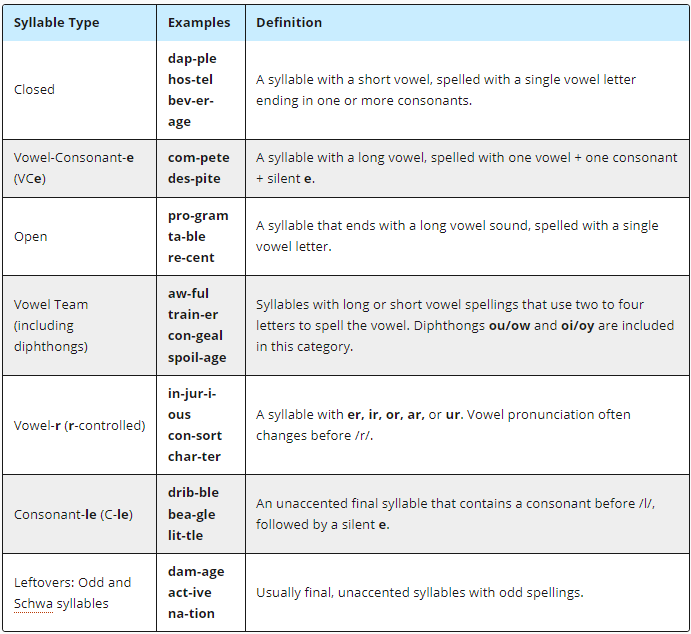 Syllable Type Examples Definition
Closed
dap-ple
hos-tel
bev-er-
age
A syllable with a short vowel, spelled with a single vowel letter
ending in one or more consonants.
Vowel-Consonant-e
(VCe)
com-pete
des-pite
A syllable with a long vowel, spelled with one vowel + one consonant
+ silent e.
Open
pro-gram
ta-ble
re-cent
A syllable that ends with a long vowel sound, spelled with a single
vowel letter.
Vowel Team
(including
diphthongs)
aw-ful
train-er
con-geal
spoil-age
Syllables with long or short vowel spellings that use two to four
letters to spell the vowel. Diphthongs ou/ow and oi/oy are included
in this category.
Vowel-r (r-controlled)
in-jur-i-
ous
con-sort
char-ter
A syllable with er, ir, or, ar, or ur. Vowel pronunciation often
changes before /r/.
Consonant-le (C-le)
drib-ble
bea-gle
lit-tle
An unaccented final syllable that contains a consonant before /l/,
followed by a silent e.
Leftovers: Odd and
Schwa syllables
dam-age
act-ive
na-tion
Usually final, unaccented syllables with odd spellings.